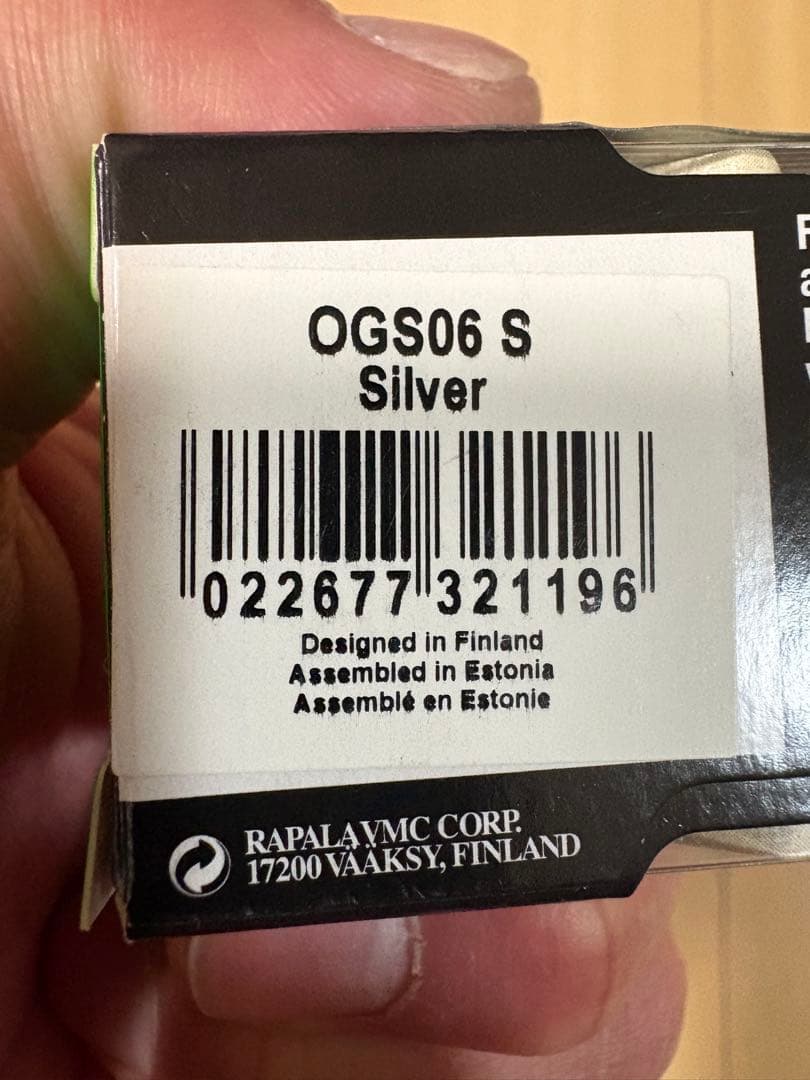 OGS06 S
Silver
022677 321196
Designed in Finland
Assembled in Estonia
Assemblé en Estonie
RAPALA VMC CORP.
17200 VÄÄKSY, FINLAND